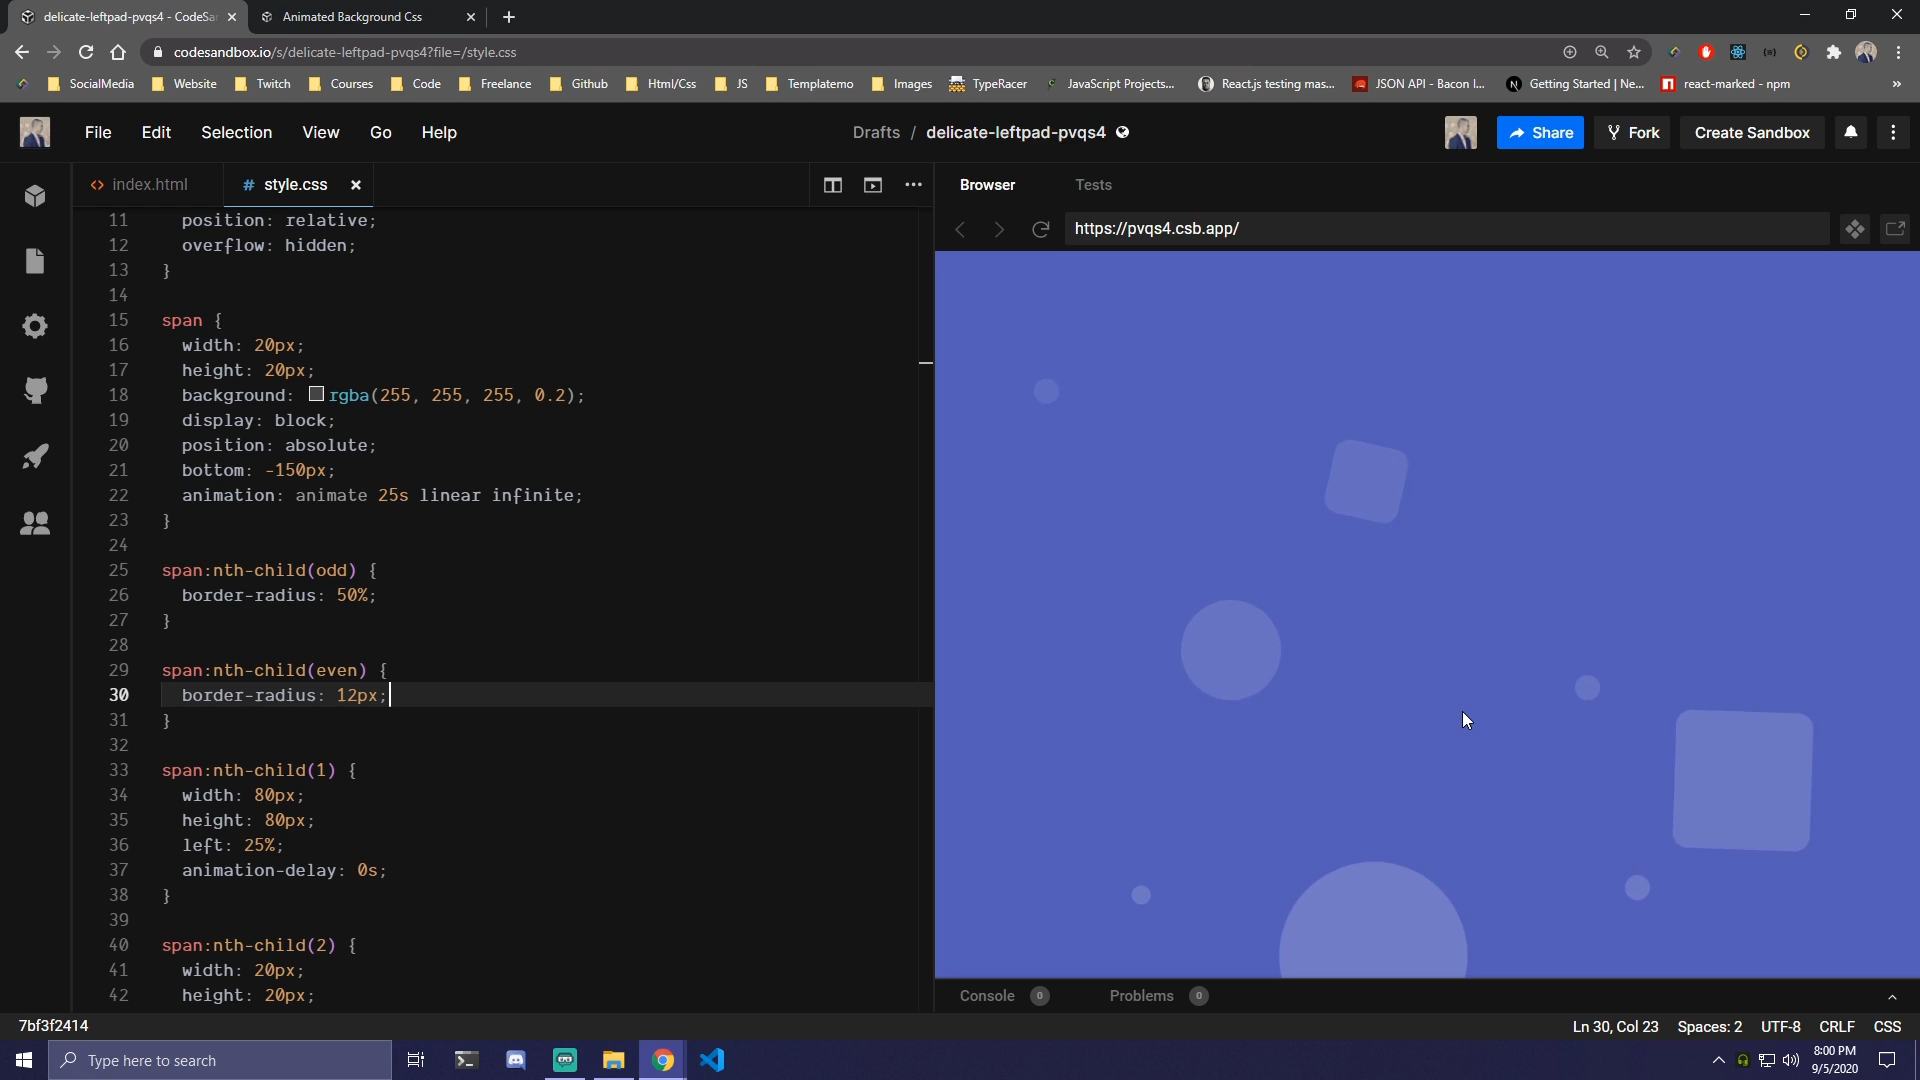 delicate-leftpad-pvqs4 - CodeSa
Animated Background Css
codesandbox.io/s/delicate-leftpad-pvqs4?file=/style.css
SocialMedia
Website
Twitch
Courses
Code
Freelance
Github
Html/Css
JS
Templatemo
Images
TypeRacer
JavaScript Projects...
React.js testing mas...
JSON API - Bacon I...
Getting Started | Ne...
react-marked - npm
»
File Edit Selection View Go Help
Drafts / delicate-leftpad-pvqs4
Share
Fork
Create Sandbox
<> index.html
# style.css
Browser
Tests
https://pvqs4.csb.app/
11 position: relative;
12 overflow: hidden;
13 }
14
15 span {
16 width: 20px;
17 height: 20px;
18 background: rgba(255, 255, 255, 0.2);
19 display: block;
20 position: absolute;
21 bottom: -150px;
22 animation: animate 25s linear infinite;
23 }
24
25 span:nth-child(odd) {
26 border-radius: 50%;
27 }
28
29 span:nth-child(even) {
30 border-radius: 12px;
31 }
32
33 span:nth-child(1) {
34 width: 80px;
35 height: 80px;
36 left: 25%;
37 animation-delay: 0s;
38 }
39
40 span:nth-child(2) {
41 width: 20px;
42 height: 20px;
Console 0
Problems 0
7bf3f2414
Ln 30, Col 23 Spaces: 2 UTF-8 CRLF CSS
Type here to search
8:00 PM
9/5/2020